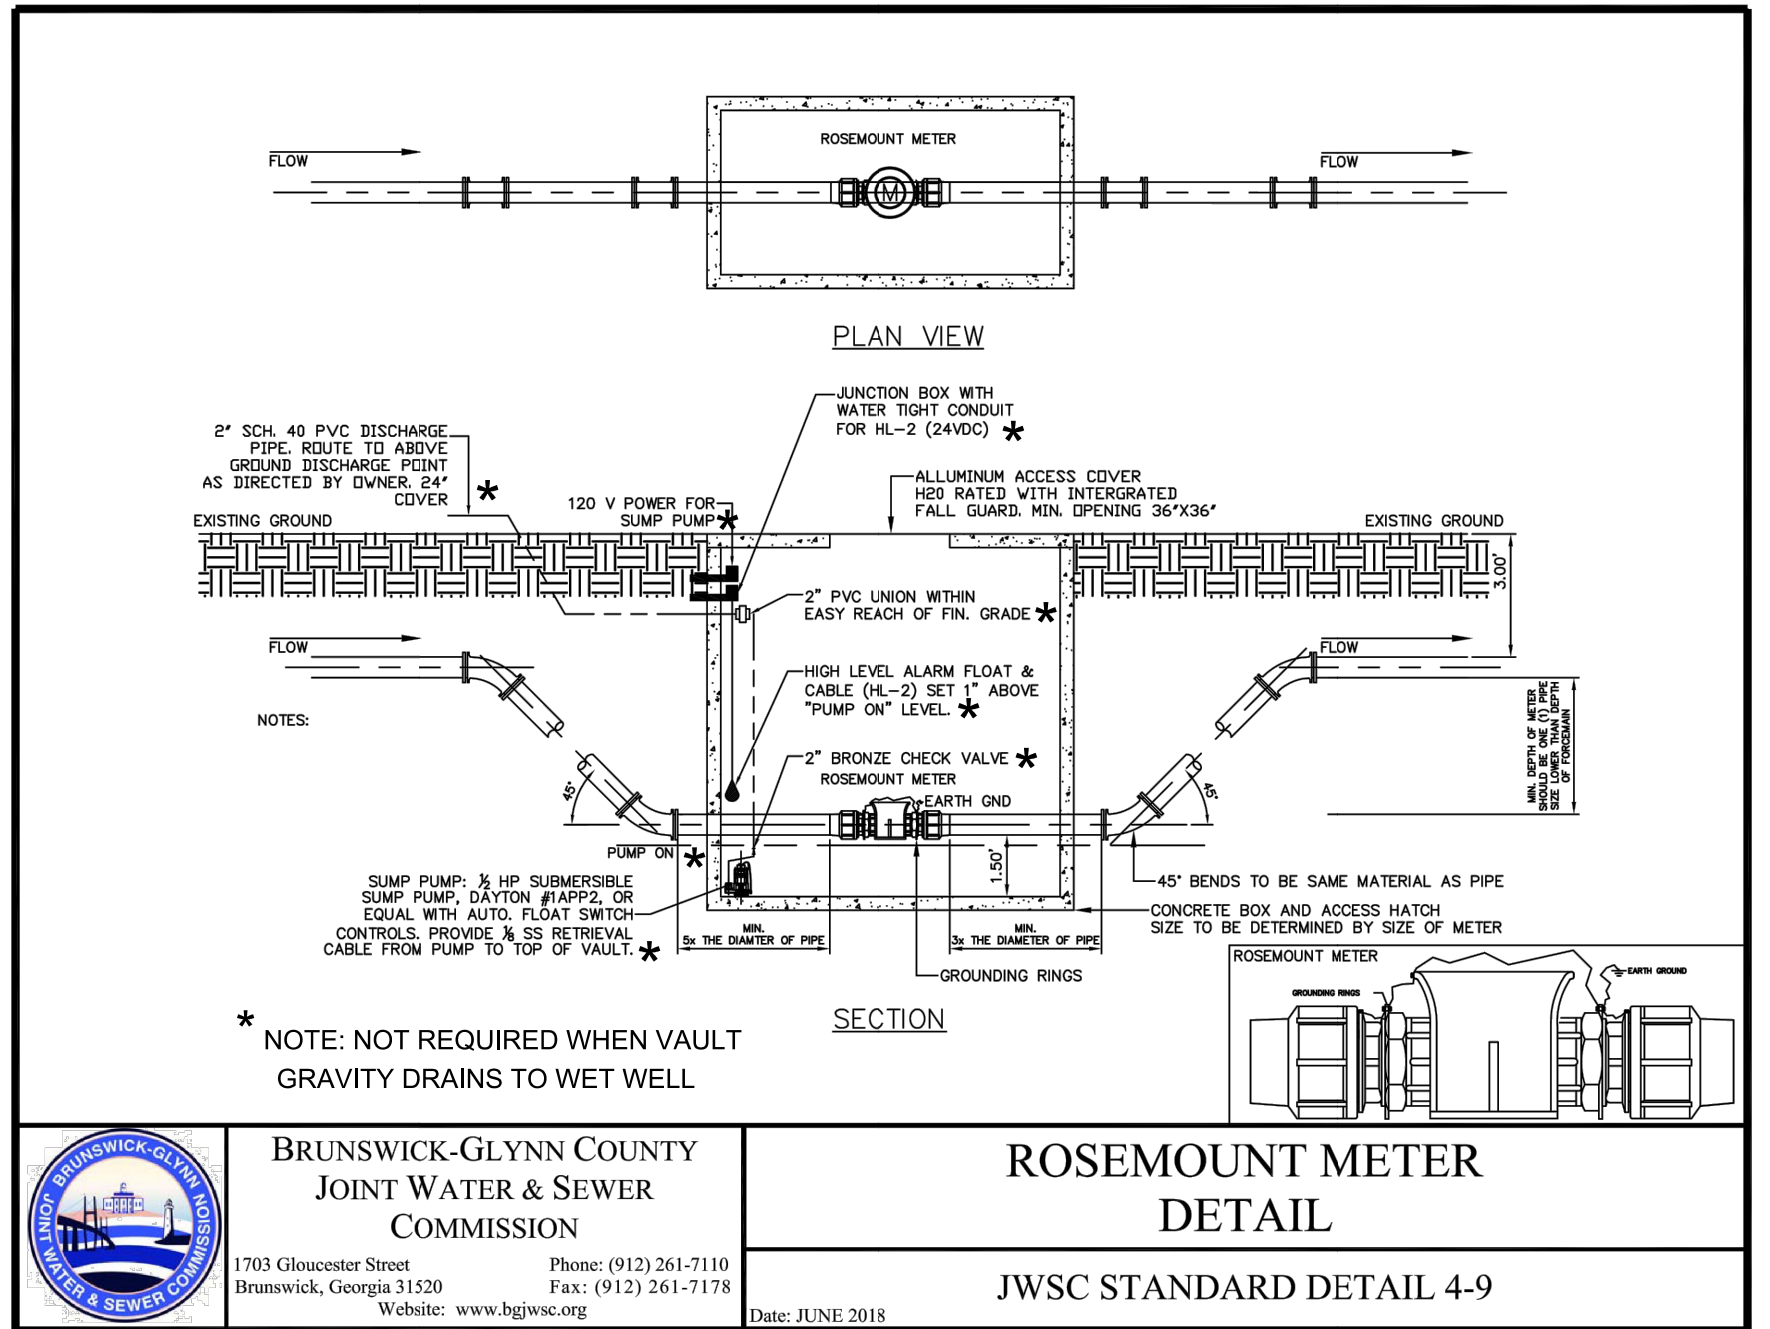 FLOW
ROSEMOUNT METER
M
FLOW
PLAN VIEW
JUNCTION BOX WITH
WATER TIGHT CONDUIT
FOR HL-2 (24VDC) *
2" SCH. 40 PVC DISCHARGE
PIPE. ROUTE TO ABOVE
GROUND DISCHARGE POINT
AS DIRECTED BY OWNER. 24"
COVER *
120 V POWER FOR
SUMP PUMP *
ALLUMINUM ACCESS COVER
H20 RATED WITH INTERGRATED
FALL GUARD. MIN. OPENING 36"X36"
EXISTING GROUND
EXISTING GROUND
3.00'
2" PVC UNION WITHIN
EASY REACH OF FIN. GRADE *
FLOW
FLOW
HIGH LEVEL ALARM FLOAT &
CABLE (HL-2) SET 1" ABOVE
"PUMP ON" LEVEL. *
NOTES:
MIN. DEPTH OF METER
SHOULD BE ONE (1) PIPE
SIZE LOWER THAN DEPTH
OF FORCEMAIN
2" BRONZE CHECK VALVE *
ROSEMOUNT METER
EARTH GND
45°
45°
PUMP ON *
1.50'
SUMP PUMP: ½ HP SUBMERSIBLE
SUMP PUMP, DAYTON #1APP2, OR
EQUAL WITH AUTO. FLOAT SWITCH
CONTROLS. PROVIDE ⅛ SS RETRIEVAL
CABLE FROM PUMP TO TOP OF VAULT. *
45° BENDS TO BE SAME MATERIAL AS PIPE
CONCRETE BOX AND ACCESS HATCH
SIZE TO BE DETERMINED BY SIZE OF METER
MIN.
5x THE DIAMTER OF PIPE
MIN.
3x THE DIAMETER OF PIPE
GROUNDING RINGS
SECTION
ROSEMOUNT METER
EARTH GROUND
GROUNDING RINGS
* NOTE: NOT REQUIRED WHEN VAULT
GRAVITY DRAINS TO WET WELL
BRUNSWICK-GLYNN
JOINT WATER & SEWER COMMISSION
BRUNSWICK-GLYNN COUNTY
JOINT WATER & SEWER
COMMISSION
1703 Gloucester Street
Brunswick, Georgia 31520
Phone: (912) 261-7110
Fax: (912) 261-7178
Website: www.bgjwsc.org
ROSEMOUNT METER
DETAIL
JWSC STANDARD DETAIL 4-9
Date: JUNE 2018